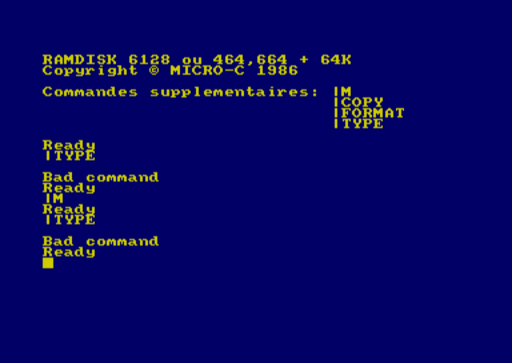 RAMDISK 6128 ou 464,664 + 64K
Copyright © MICRO-C 1986
Commandes supplementaires: |M
|COPY
|FORMAT
|TYPE
Ready
|TYPE
Bad command
Ready
|M
Ready
|TYPE
Bad command
Ready